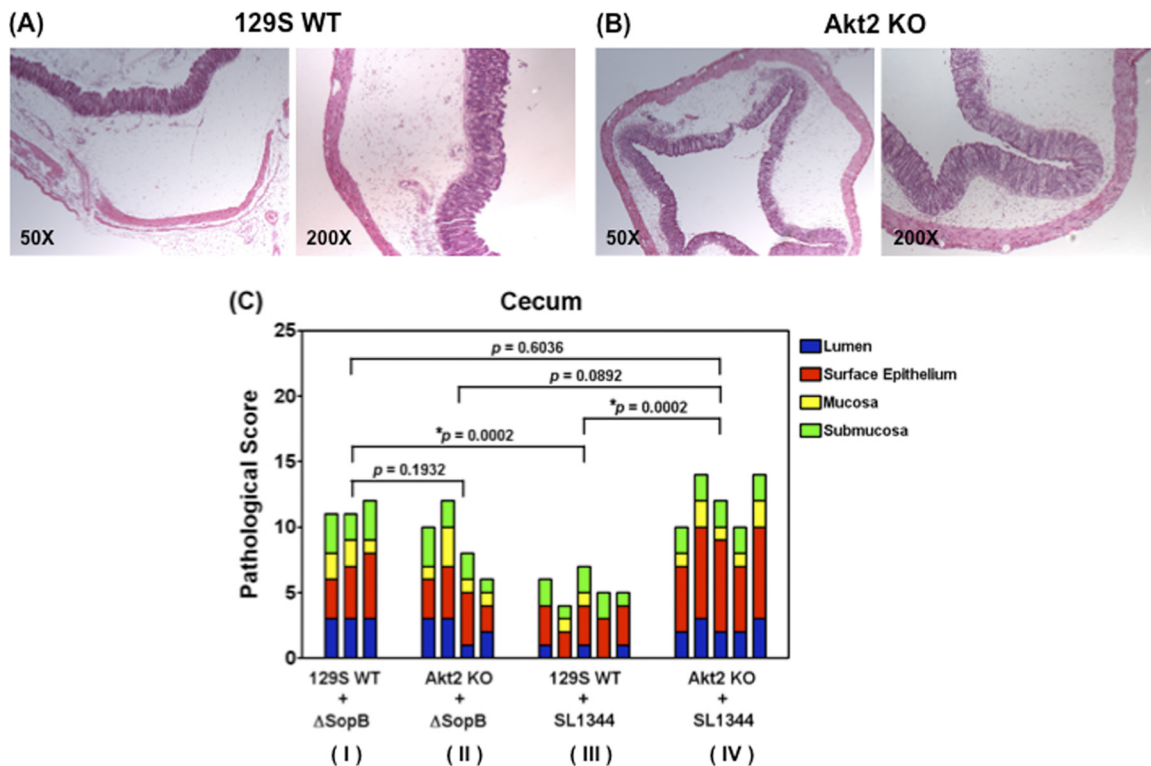 (A) 129S WT (B) Akt2 KO
50X 200X 50X 200X
(C) Cecum
Pathological Score
25
20
15
10
5
0
p = 0.6036
p = 0.0892
*p = 0.0002
*p = 0.0002
p = 0.1932
Lumen
Surface Epithelium
Mucosa
Submucosa
129S WT Akt2 KO 129S WT Akt2 KO
+ + + +
ΔSopB ΔSopB SL1344 SL1344
( I ) ( II ) ( III ) ( IV )